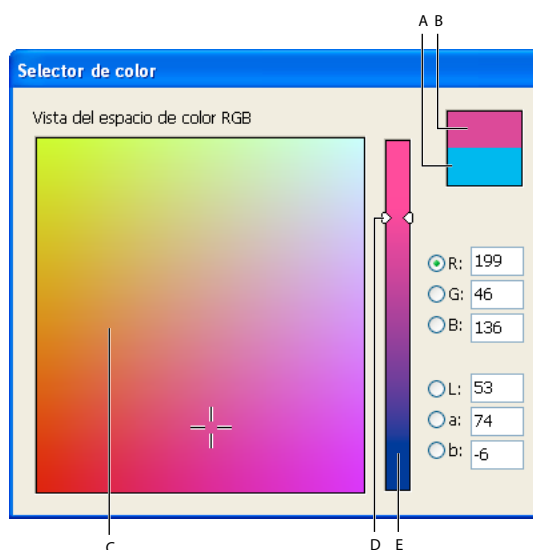 A B
Selector de color
Vista del espacio de color RGB
R: 199
G: 46
B: 136
L: 53
a: 74
b: -6
C D E